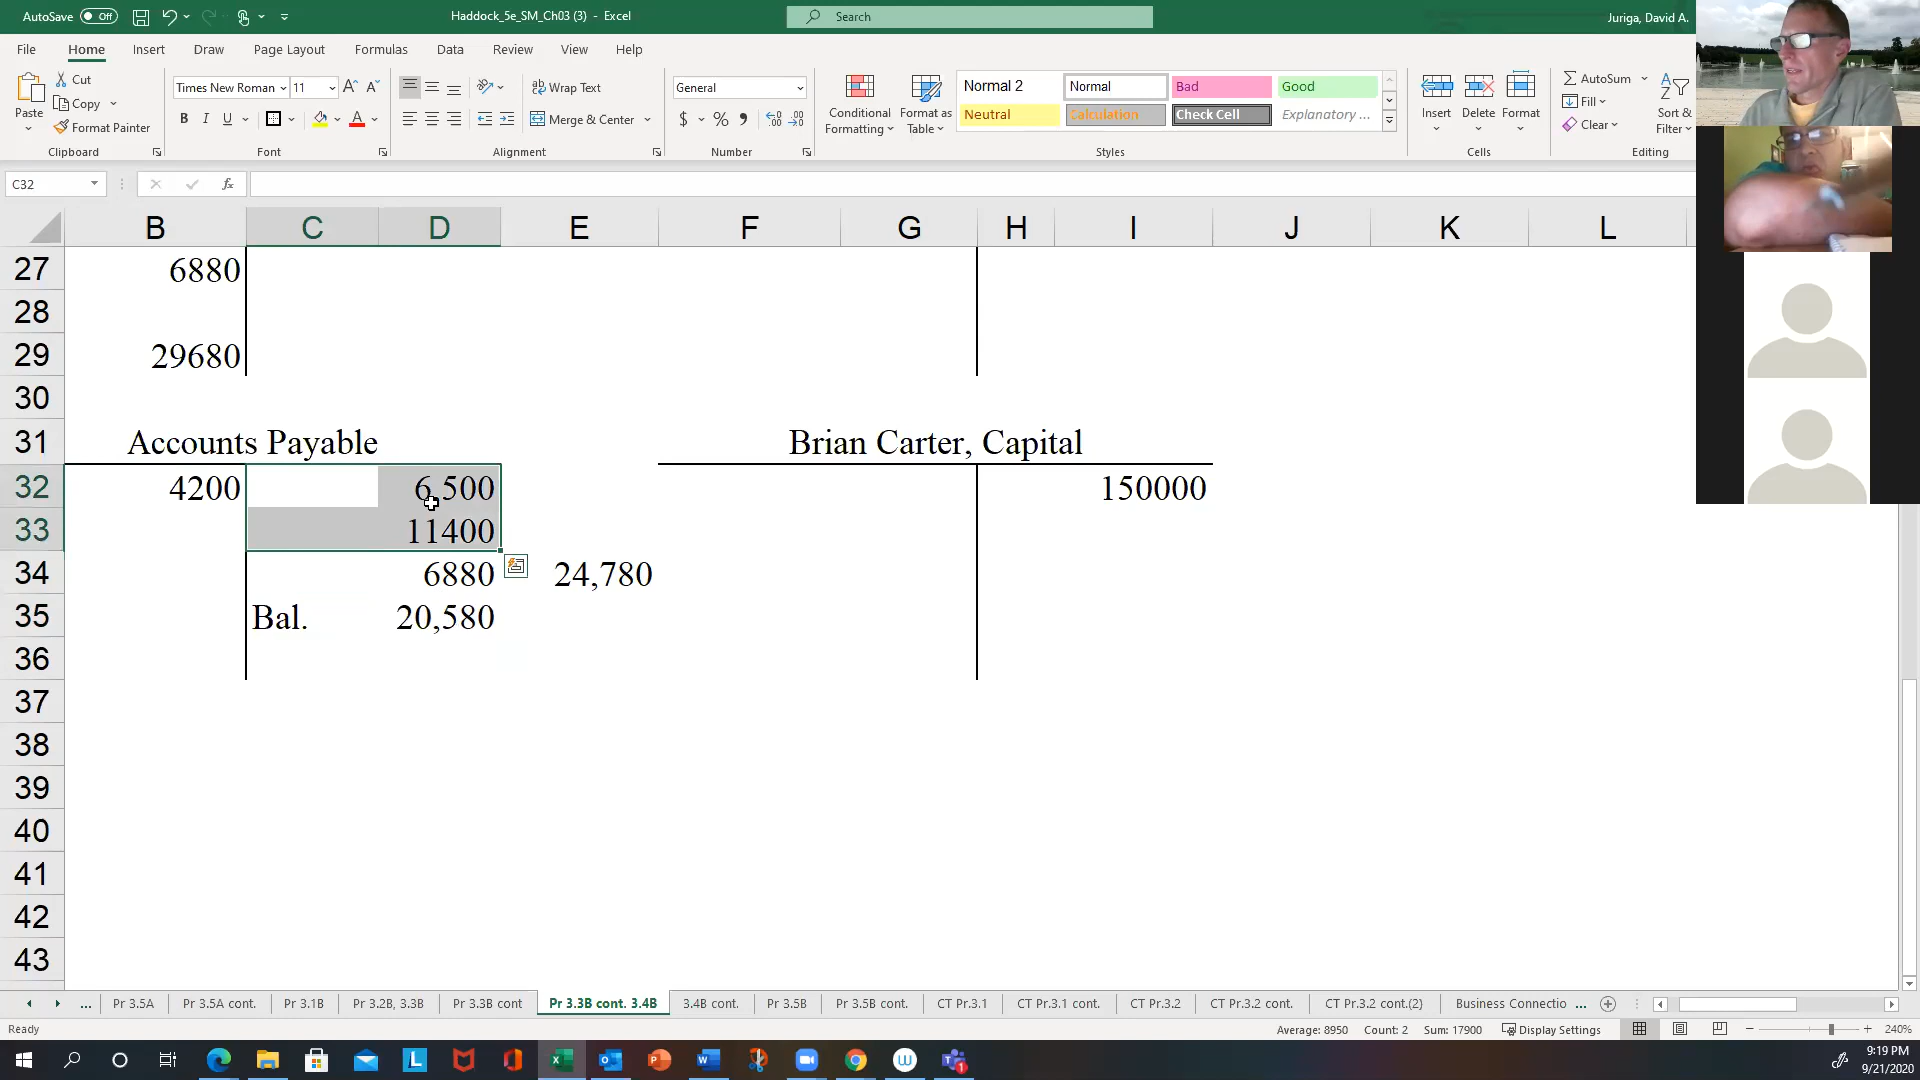 AutoSave Off Haddock_5e_SM_Ch03 (3) - Excel Search Juriga, David A.
File Home Insert Draw Page Layout Formulas Data Review View Help
Paste Cut Copy Format Painter
Times New Roman 11
B I U A
Wrap Text
Merge & Center
General
$ % 9
Conditional Formatting Format as Table
Normal 2 Normal Bad Good
Neutral Calculation Check Cell Explanatory ...
Insert Delete Format
AutoSum
Fill
Clear
Sort &
Filter
Clipboard Font Alignment Number Styles Cells Editing
C32 fx
B C D E F G H I J K L
27 6880
28
29 29680
30
31 Accounts Payable Brian Carter, Capital
32 4200 6,500 150000
33 11400
34 6880 24,780
35 Bal. 20,580
36
37
38
39
40
41
42
43
... Pr 3.5A Pr 3.5A cont. Pr 3.1B Pr 3.2B, 3.3B Pr 3.3B cont Pr 3.3B cont. 3.4B 3.4B cont. Pr 3.5B Pr 3.5B cont. CT Pr.3.1 CT Pr.3.1 cont. CT Pr.3.2 CT Pr.3.2 cont. CT Pr.3.2 cont.(2) Business Connectio ...
Ready Average: 8950 Count: 2 Sum: 17900 Display Settings 240%
9:19 PM
9/21/2020